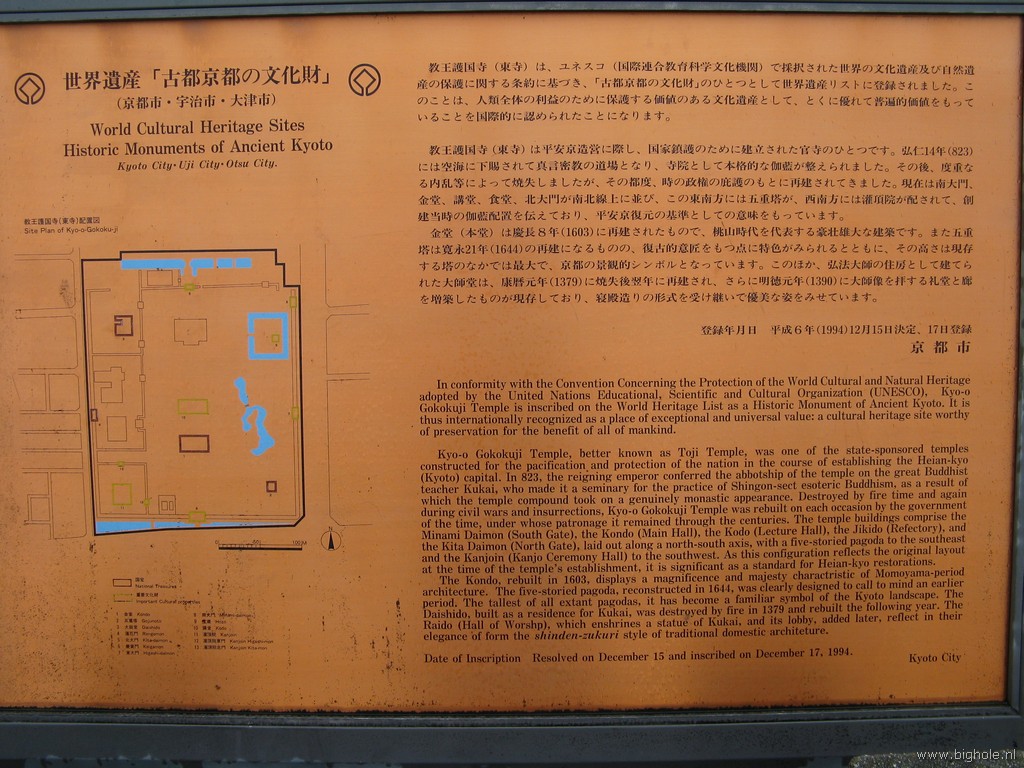 世界遺産「古都京都の文化財」
(京都市・宇治市・大津市)
World Cultural Heritage Sites
Historic Monuments of Ancient Kyoto
Kyoto City・Uji City・Otsu City.
教王護国寺(東寺)配置図
Site Plan of Kyo-o-Gokoku-ji
N
100M
国宝
National Treasures
重要文化財
Important Cultural
教王護国寺(東寺)は、ユネスコ(国際連合教育科学文化機関)で採択された世界の文化遺産及び自然遺
産の保護に関する条約に基づき、「古都京都の文化財」のひとつとして世界遺産リストに登録されました。こ
のことは、人類全体の利益のために保護する価値のある文化遺産として、とくに優れて普遍的価値をもって
いることを国際的に認められたことになります。
教王護国寺(東寺)は平安京造営に際し、国家鎮護のために建立された官寺のひとつです。弘仁14年(823)
には空海に下賜されて真言密教の道場となり、寺院として本格的な伽藍が整えられました。その後、度重な
る内乱等によって焼失しましたが、その都度、時の政権の庇護のもとに再建されてきました。現在は南大門、
金堂、講堂、食堂、北大門が南北線上に並び、この東南方には五重塔が、西南方には灌頂院が配されて、創
建当時の伽藍配置を伝えており、平安京復元の基準としての意味をもっています。
金堂(本堂)は慶長8年(1603)に再建されたもので、桃山時代を代表する豪壮雄大な建築です。また五重
塔は寛永21年(1644)の再建になるものの、復古的意匠をもつ点に特色がみられるとともに、その高さは現存
する塔のなかでは最大で、京都の景観的シンボルとなっています。このほか、弘法大師の住房として建てら
れた大師堂は、康暦元年(1379)に焼失後翌年に再建され、さらに明徳元年(1390)に大師像を拝する礼堂と廊
を増築したものが現存しており、寝殿造りの形式を受け継いで優美な姿をみせています。
登録年月日 平成6年(1994)12月15日決定、17日登録
京都市
In conformity with the Convention Concerning the Protection of the World Cultural and Natural Heritage
adopted by the United Nations Educational, Scientific and Cultural Organization (UNESCO), Kyo-o
Gokokuji Temple is inscribed on the World Heritage List as a Historic Monument of Ancient Kyoto. It is
thus internationally recognized as a place of exceptional and universal value: a cultural heritage site worthy
of preservation for the benefit of all of mankind.
Kyo-o Gokokuji Temple, better known as Toji Temple, was one of the state-sponsored temples
constructed for the pacification and protection of the nation in the course of establishing the Heian-kyo
(Kyoto) capital. In 823, the reigning emperor conferred the abbotship of the temple on the great Buddhist
teacher Kukai, who made it a seminary for the practice of Shingon-sect esoteric Buddhism, as a result of
which the temple compound took on a genuinely monastic appearance. Destroyed by fire time and again
during civil wars and insurrections, Kyo-o Gokokuji Temple was rebuilt on each occasion by the government
of the time, under whose patronage it remained through the centuries. The temple buildings comprise the
Minami Daimon (South Gate), the Kondo (Main Hall), the Kodo (Lecture Hall), the Jikido (Refectory), and
the Kita Daimon (North Gate), laid out along a north-south axis, with a five-storied pagoda to the southeast
and the Kanjoin (Kanjo Ceremony Hall) to the southwest. As this configuration reflects the original layout
at the time of the temple's establishment, it is significant as a standard for Heian-kyo restorations.
The Kondo, rebuilt in 1603, displays a magnificence and majesty charactristic of Momoyama-period
architecture. The five-storied pagoda, reconstructed in 1644, was clearly designed to call to mind an earlier
period. The tallest of all extant pagodas, it has become a familiar symbol of the Kyoto landscape. The
Daishido, built as a residence for Kukai, was destroyed by fire in 1379 and rebuilt the following year. The
Raido (Hall of Worshp), which enshrines a statue of Kukai, and its lobby, added later, reflect in their
elegance of form the shinden-zukuri style of traditional domestic architeture.
Date of Inscription Resolved on December 15 and inscribed on December 17, 1994.
Kyoto City
www.bighole.nl